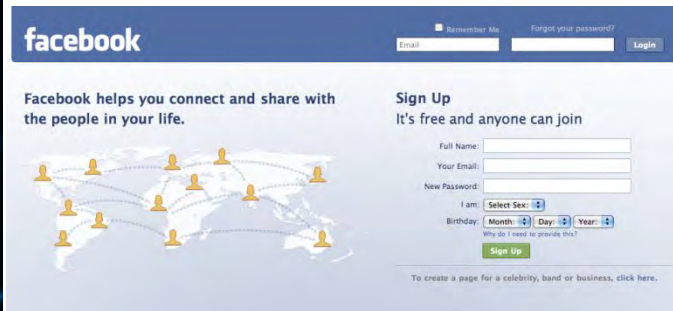 facebook
Remember Me Forgot your password?
Email Login
Facebook helps you connect and share with
the people in your life.
Sign Up
It's free and anyone can join
Full Name:
Your Email:
New Password:
I am: Select Sex:
Birthday: Month: Day: Year:
Why do I need to provide this?
Sign Up
To create a page for a celebrity, band or business, click here.